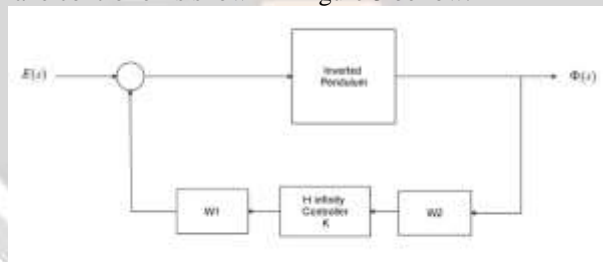 E(s)
Inverted
Pendulum
Φ(s)
W1
H infinity
Controller
K
W2